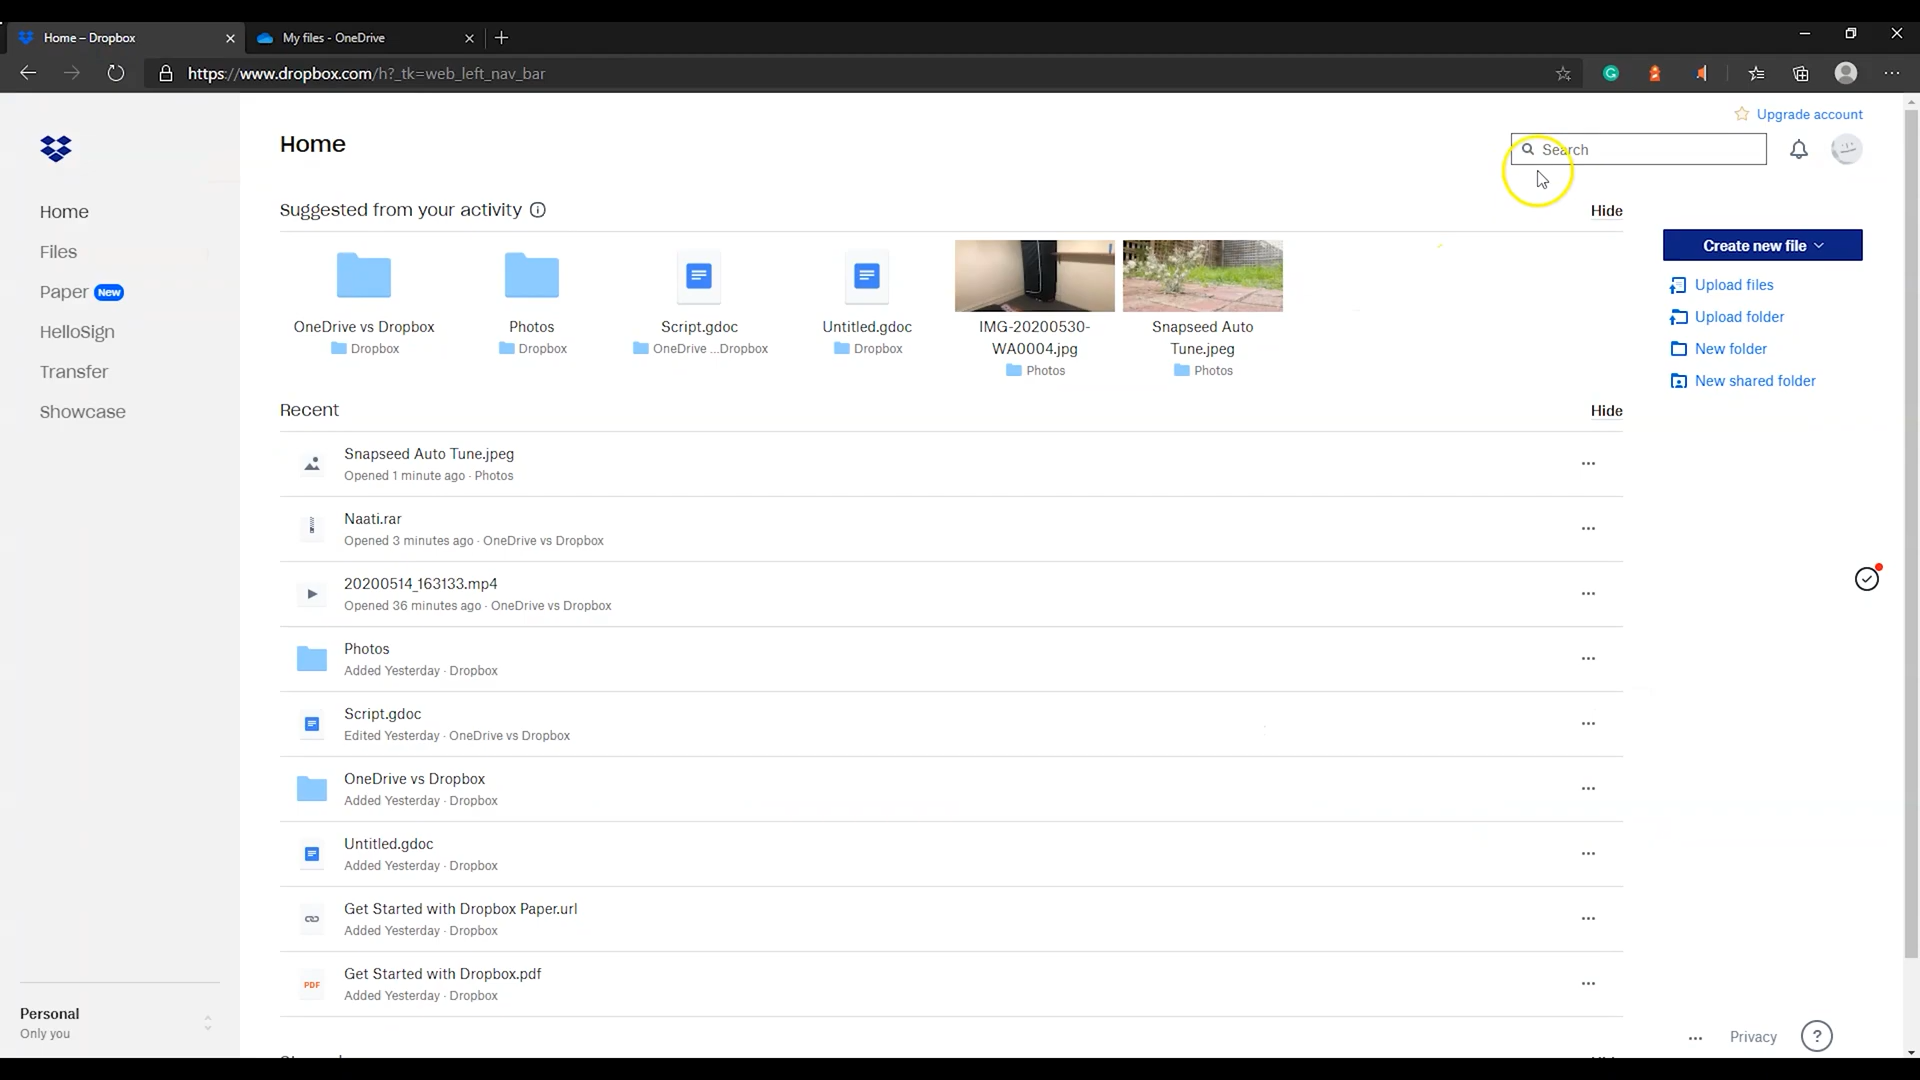 Home – Dropbox
My files - OneDrive
https://www.dropbox.com/h?_tk=web_left_nav_bar
Upgrade account
Home
Search
Home
Files
Paper New
HelloSign
Transfer
Showcase
Suggested from your activity
Hide
OneDrive vs Dropbox
Dropbox
Photos
Dropbox
Script.gdoc
OneDrive ...Dropbox
Untitled.gdoc
Dropbox
IMG-20200530-
WA0004.jpg
Photos
Snapseed Auto
Tune.jpeg
Photos
Create new file
Upload files
Upload folder
New folder
New shared folder
Recent
Hide
Snapseed Auto Tune.jpeg
Opened 1 minute ago · Photos
Naati.rar
Opened 3 minutes ago · OneDrive vs Dropbox
20200514_163133.mp4
Opened 36 minutes ago · OneDrive vs Dropbox
Photos
Added Yesterday · Dropbox
Script.gdoc
Edited Yesterday · OneDrive vs Dropbox
OneDrive vs Dropbox
Added Yesterday · Dropbox
Untitled.gdoc
Added Yesterday · Dropbox
Get Started with Dropbox Paper.url
Added Yesterday · Dropbox
PDF
Get Started with Dropbox.pdf
Added Yesterday · Dropbox
Personal
Only you
Privacy
?